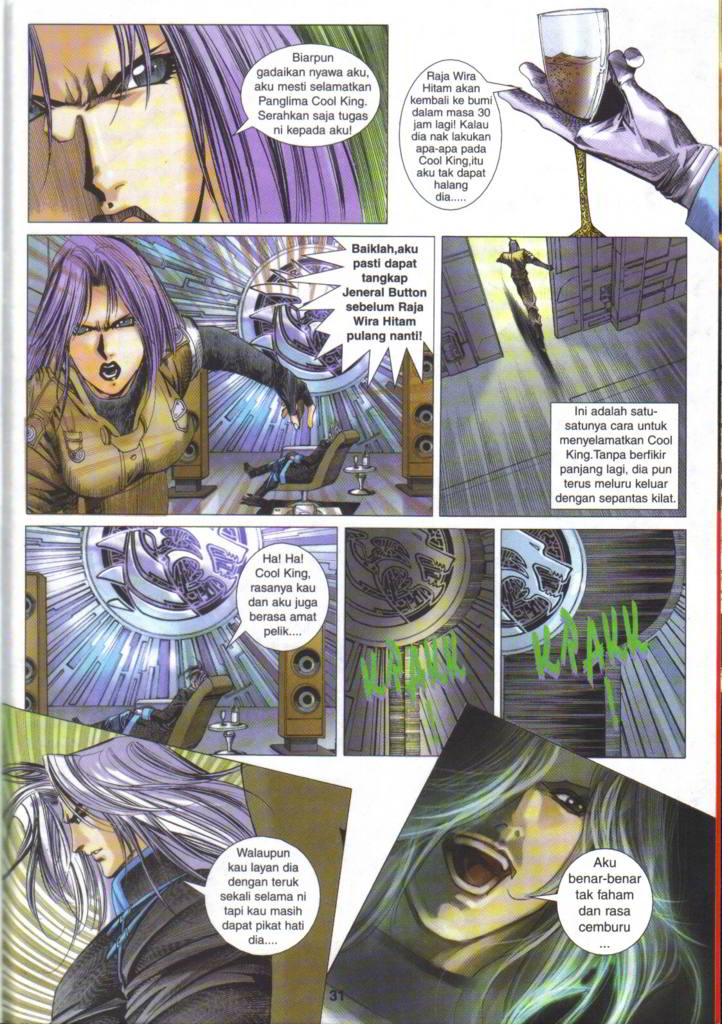 Biarpun
gadaikan nyawa aku,
aku mesti selamatkan
Panglima Cool King.
Serahkan saja tugas
ni kepada aku!
Raja Wira
Hitam akan
kembali ke bumi
dalam masa 30
jam lagi! Kalau
dia nak lakukan
apa-apa pada
Cool King,itu
aku tak dapat
halang
dia.....
Baiklah,aku
pasti dapat
tangkap
Jeneral Button
sebelum Raja
Wira Hitam
pulang nanti!
Ini adalah satu-
satunya cara untuk
menyelamatkan Cool
King.Tanpa berfikir
panjang lagi, dia pun
terus meluru keluar
dengan sepantas kilat.
Ha! Ha!
Cool King,
rasanya kau
dan aku juga
berasa amat
pelik....
KRAKK
!
KRAKK
!
Walaupun
kau layan dia
dengan teruk
sekali selama ni
tapi kau masih
dapat pikat hati
dia....
Aku
benar-benar
tak faham
dan rasa
cemburu
...
31